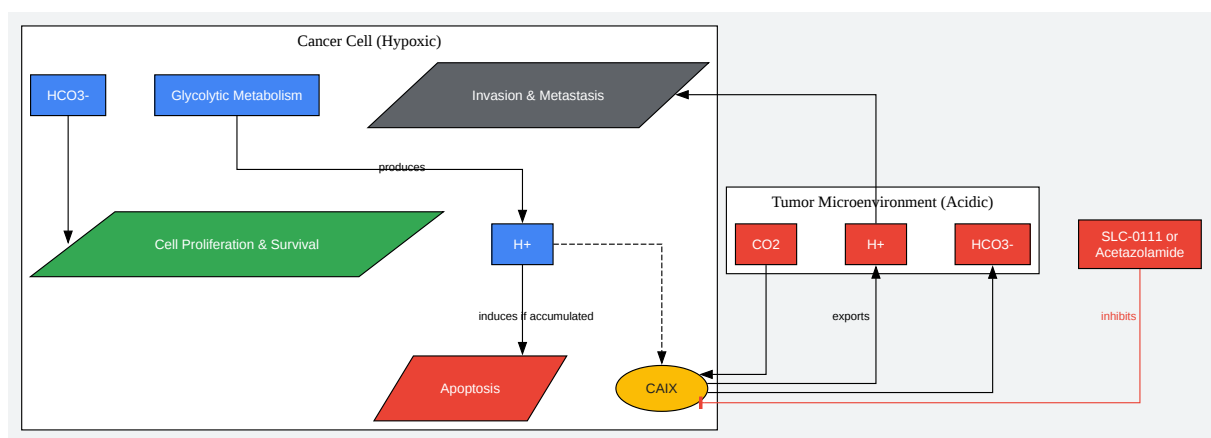 Cancer Cell (Hypoxic)
HCO3-
Glycolytic Metabolism
Invasion & Metastasis
produces
Tumor Microenvironment (Acidic)
Cell Proliferation & Survival
H+
CO2
H+
HCO3-
SLC-0111 or
Acetazolamide
induces if accumulated
exports
inhibits
Apoptosis
CAIX